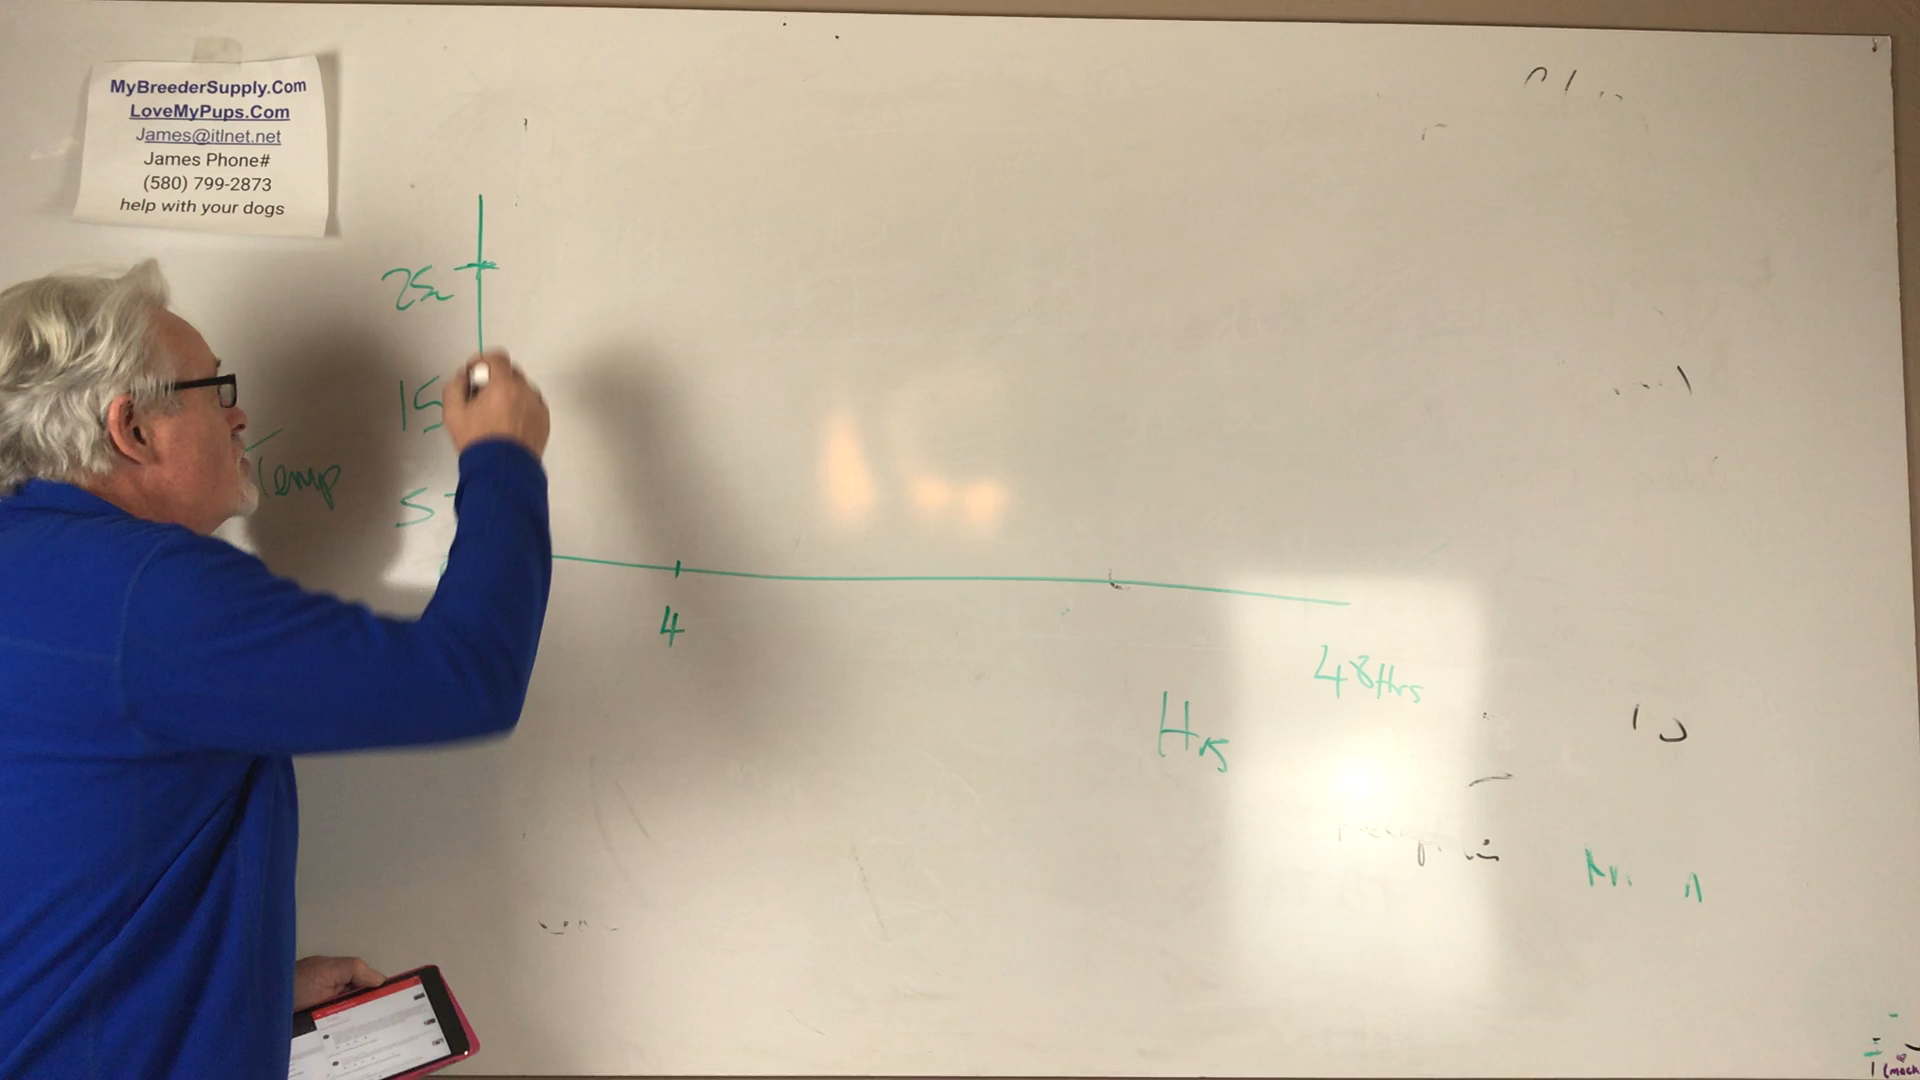 MyBreederSupply.Com
LoveMyPups.Com
James@itlnet.net
James Phone#
(580) 799-2873
help with your dogs
25
15
Temp
5
4
48Hrs
Hrs